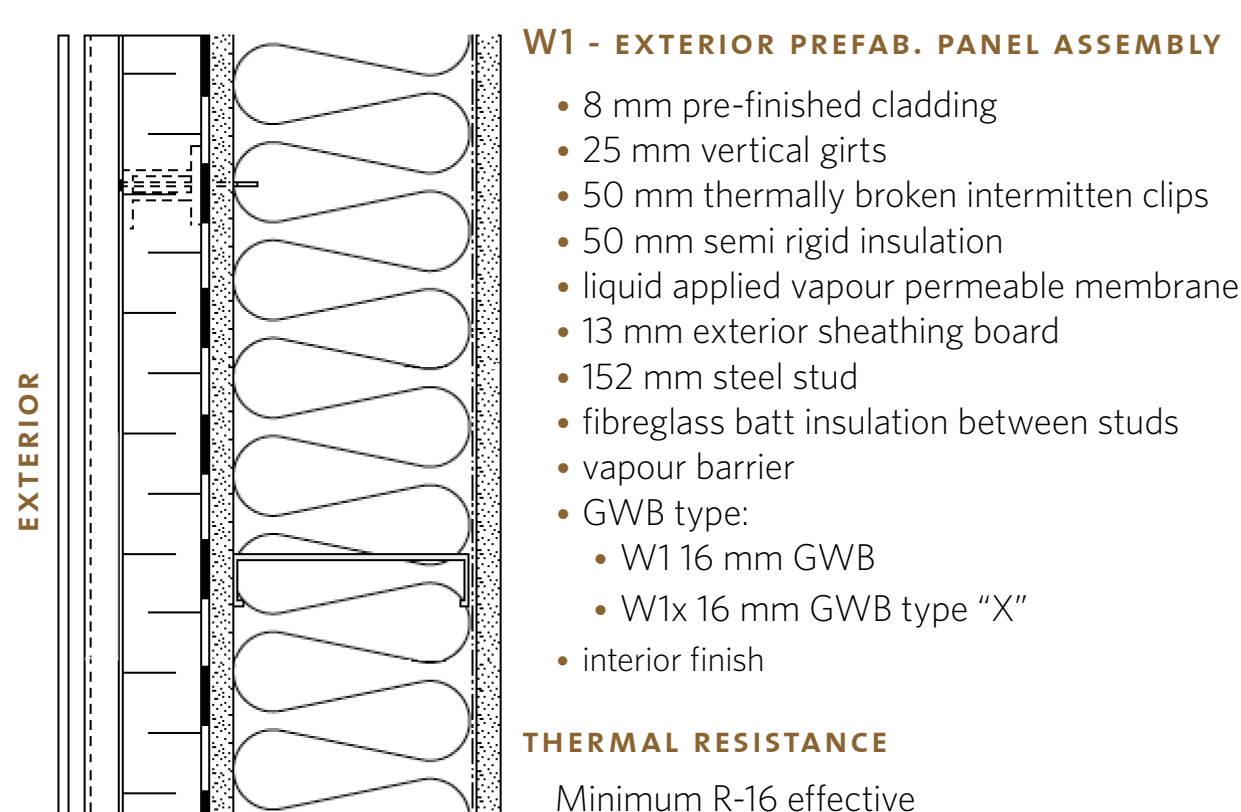 W1 - EXTERIOR PREFAB. PANEL ASSEMBLY
• 8 mm pre-finished cladding
• 25 mm vertical girts
• 50 mm thermally broken intermitten clips
• 50 mm semi rigid insulation
• liquid applied vapour permeable membrane
• 13 mm exterior sheathing board
• 152 mm steel stud
• fibreglass batt insulation between studs
• vapour barrier
• GWB type:
• W1 16 mm GWB
• W1x 16 mm GWB type “X”
• interior finish
THERMAL RESISTANCE
Minimum R-16 effective
EXTERIOR